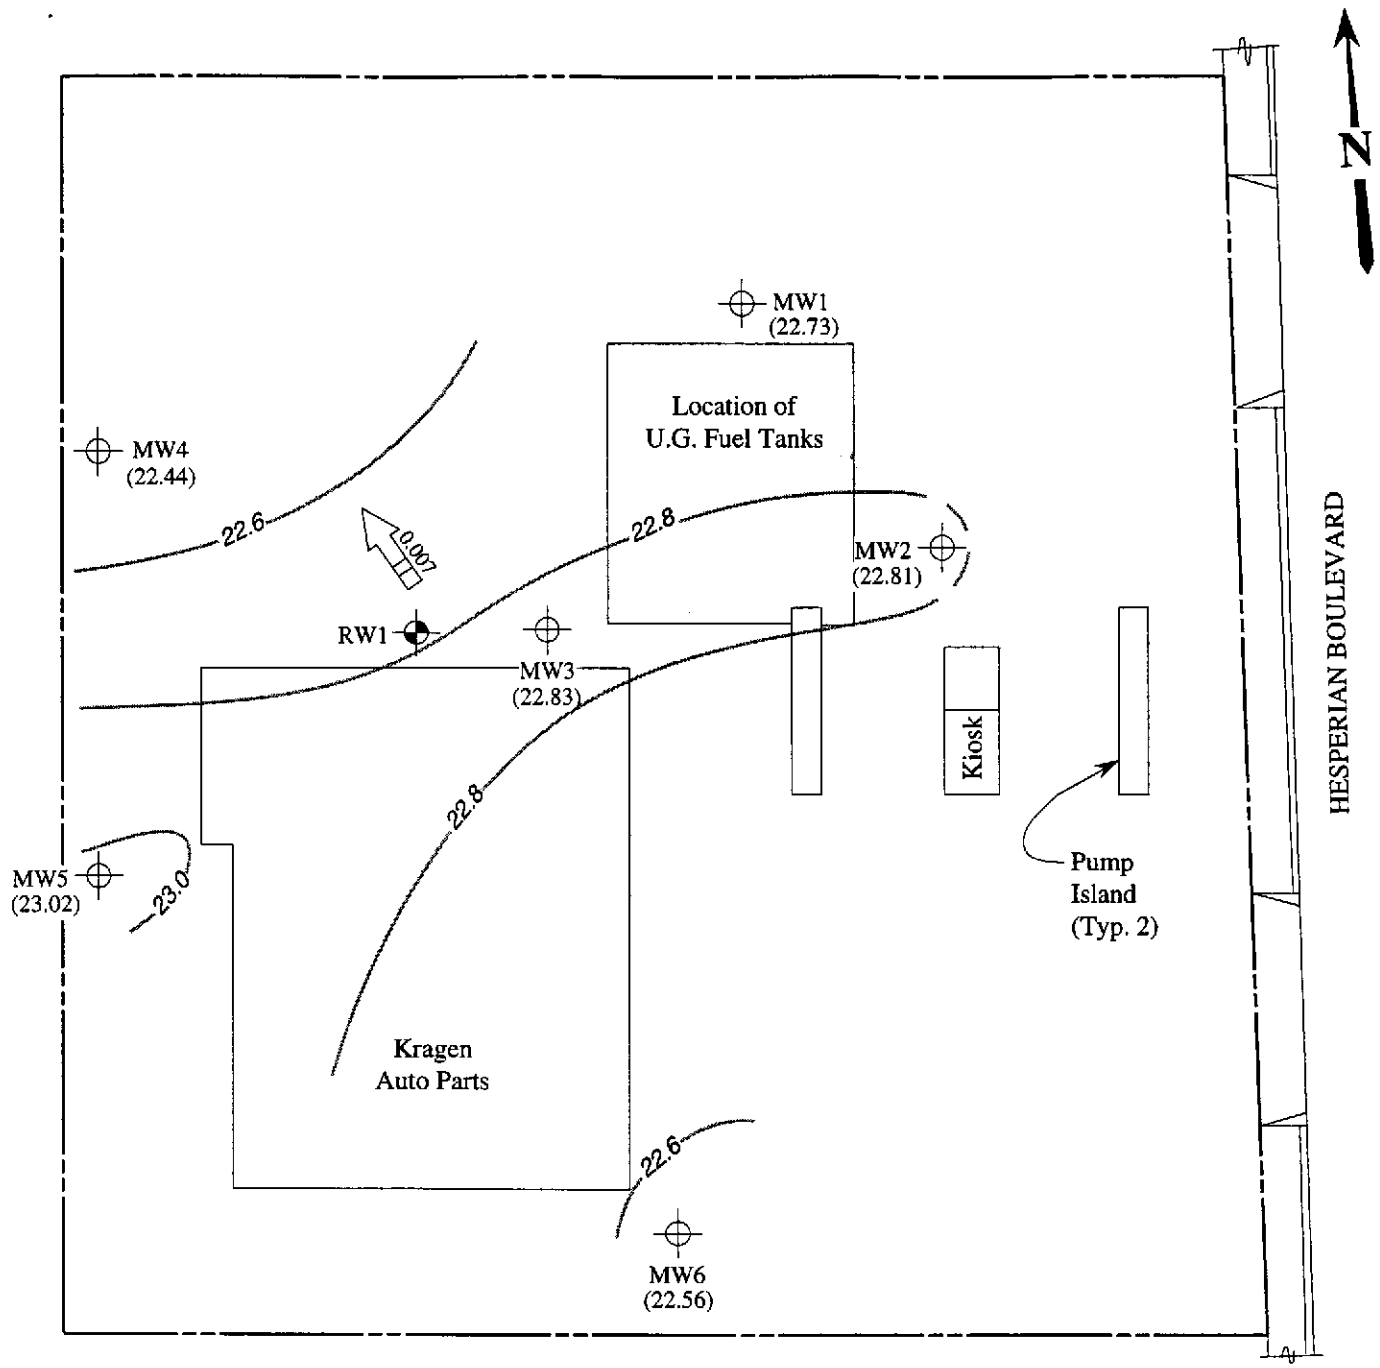 N
MW1
(22.73)
Location of
U.G. Fuel Tanks
MW4
(22.44)
22.6
22.8
0.007
MW2
(22.81)
HESPERIAN BOULEVARD
RW1
MW3
(22.83)
Kiosk
22.8
Pump
Island
(Typ. 2)
MW5
(23.02)
23.0
Kragen
Auto Parts
22.6
MW6
(22.56)